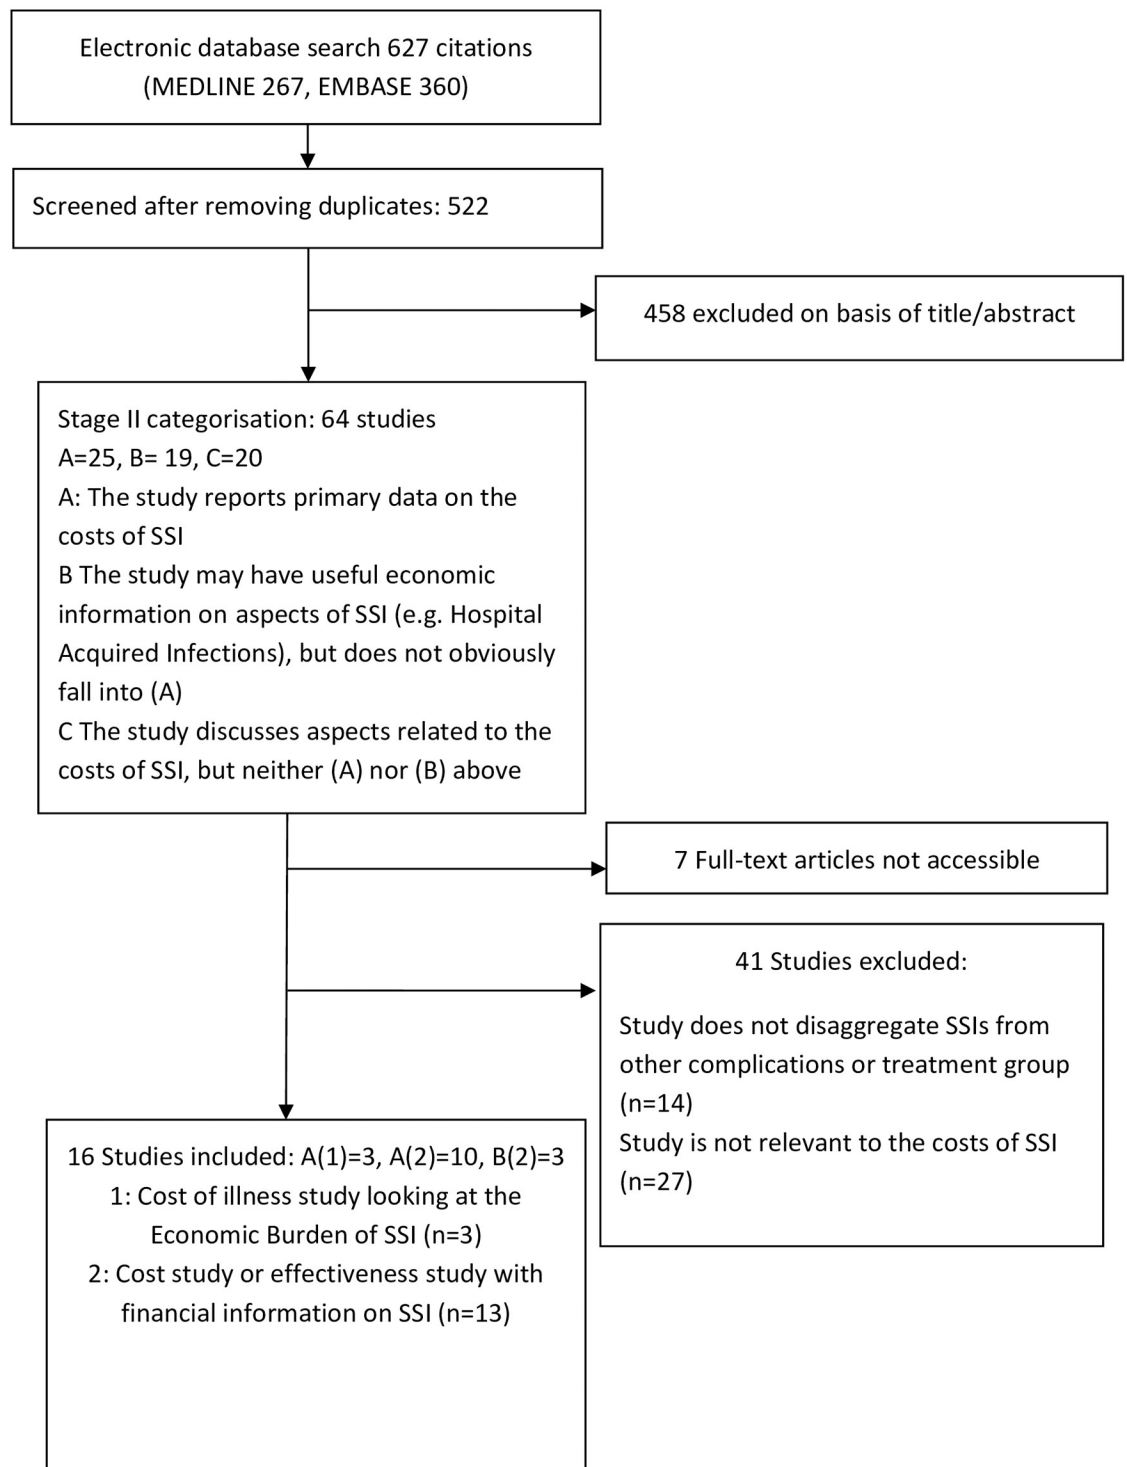 Electronic database search 627 citations
(MEDLINE 267, EMBASE 360)
Screened after removing duplicates: 522
458 excluded on basis of title/abstract
Stage II categorisation: 64 studies
A=25, B= 19, C=20
A: The study reports primary data on the
costs of SSI
B The study may have useful economic
information on aspects of SSI (e.g. Hospital
Acquired Infections), but does not obviously
fall into (A)
C The study discusses aspects related to the
costs of SSI, but neither (A) nor (B) above
7 Full-text articles not accessible
41 Studies excluded:
Study does not disaggregate SSIs from
other complications or treatment group
(n=14)
Study is not relevant to the costs of SSI
(n=27)
16 Studies included: A(1)=3, A(2)=10, B(2)=3
1: Cost of illness study looking at the
Economic Burden of SSI (n=3)
2: Cost study or effectiveness study with
financial information on SSI (n=13)